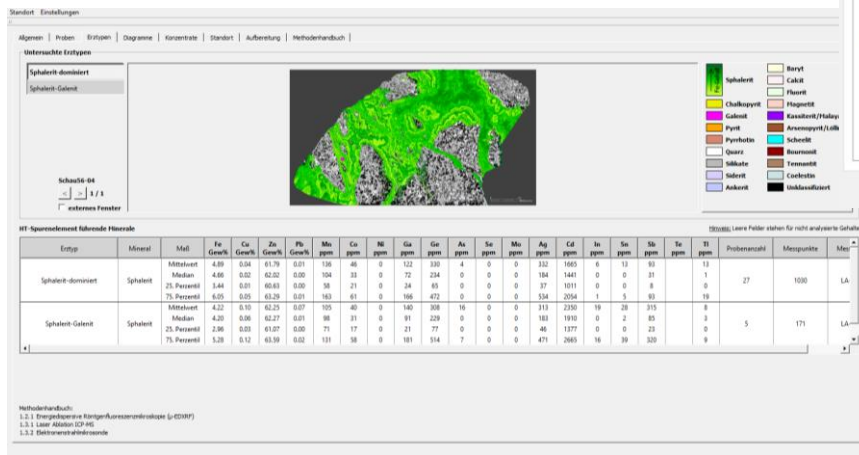 Standort Einstellungen
Allgemein Proben Erztypen Diagramme Konzentrate Standort Aufbereitung Methodenhandbuch
Untersuchte Erztypen
Sphalerit-dominiert
Sphalerit-Galenit
Schau56-04
< > 1 / 1
externes Fenster
Sphalerit
Chalkopyrit
Galenit
Pyrit
Pyrrhotin
Quarz
Silikate
Siderit
Ankerit
Baryt
Calcit
Fluorit
Magnetit
Kassiterit/Malay
Arsenopyrit/Lölli
Scheelit
Bournonit
Tennantit
Coelestin
Unklassifiziert
HT-Spurenelement führende Minerale
Hinweis: Leere Felder stehen für nicht analysierte Gehalte
Erztyp Mineral Maß Fe Gew% Cu Gew% Zn Gew% Pb Gew% Mn ppm Co ppm Ni ppm Ga ppm Ge ppm As ppm Se ppm Mo ppm Ag ppm Cd ppm In ppm Sn ppm Sb ppm Te ppm Tl ppm Probenanzahl Messpunkte Mes
Sphalerit-dominiert Sphalerit 27 1030 LA-
Mittelwert 4.89 0.04 61.79 0.01 136 46 0 122 330 4 0 0 332 1665 6 13 93 13
Median 4.66 0.02 62.02 0.00 104 33 0 72 234 0 0 0 184 1441 0 0 31 1
25. Perzentil 3.44 0.01 60.63 0.00 58 21 0 24 65 0 0 0 37 1011 0 0 8 0
75. Perzentil 6.05 0.05 63.29 0.01 163 61 0 166 472 0 0 0 534 2054 1 5 93 19
Sphalerit-Galenit Sphalerit 5 171 LA-
Mittelwert 4.22 0.10 62.25 0.07 105 40 0 140 308 16 0 0 313 2350 19 28 315 8
Median 4.20 0.06 62.27 0.01 98 31 0 91 229 0 0 0 183 1910 0 2 85 3
25. Perzentil 2.96 0.03 61.07 0.00 71 17 0 21 77 0 0 0 46 1377 0 0 23 0
75. Perzentil 5.28 0.12 63.59 0.02 131 58 0 181 514 7 0 0 471 2665 16 39 320 9
Methodenhandbuch:
1.2.1 Energiedispersive Röntgenfluoreszenzmikroskopie (µ-EDXRF)
1.3.1 Laser Ablation ICP-MS
1.3.2 Elektronenstrahlmikrosonde